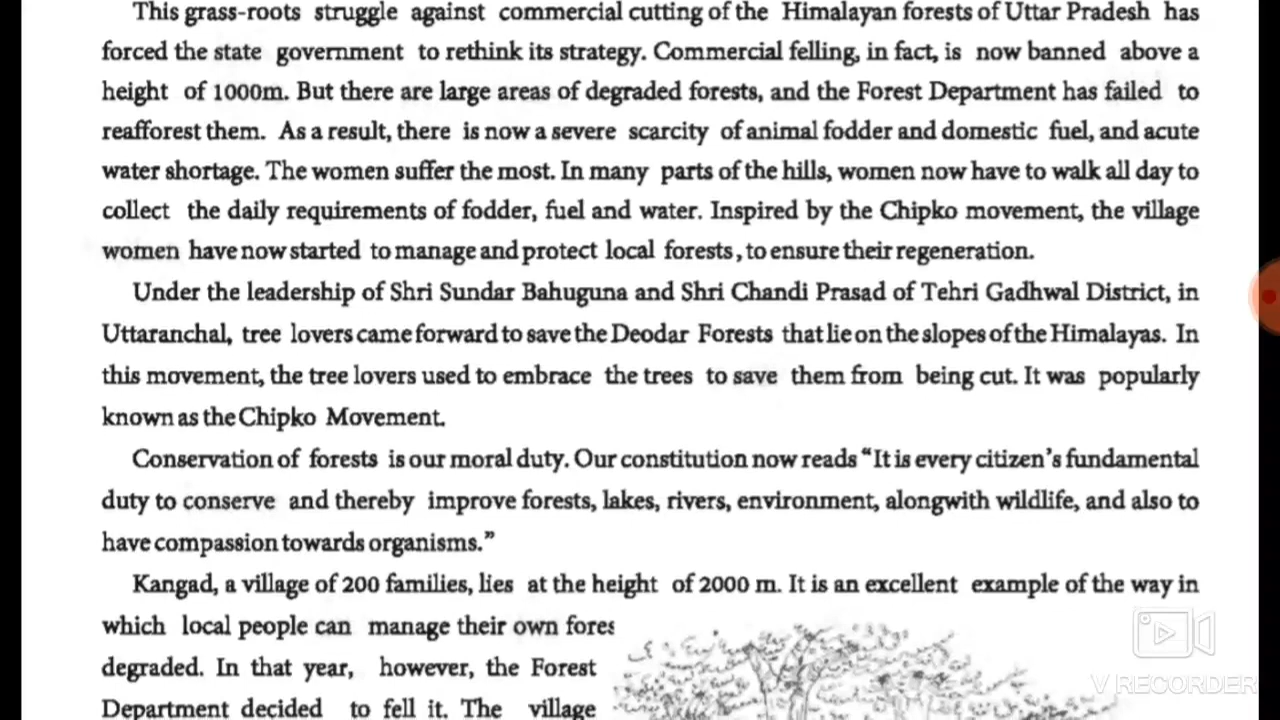 This grass-roots struggle against commercial cutting of the Himalayan forests of Uttar Pradesh has
forced the state government to rethink its strategy. Commercial felling, in fact, is now banned above a
height of 1000m. But there are large areas of degraded forests, and the Forest Department has failed to
reafforest them. As a result, there is now a severe scarcity of animal fodder and domestic fuel, and acute
water shortage. The women suffer the most. In many parts of the hills, women now have to walk all day to
collect the daily requirements of fodder, fuel and water. Inspired by the Chipko movement, the village
women have now started to manage and protect local forests, to ensure their regeneration.
Under the leadership of Shri Sundar Bahuguna and Shri Chandi Prasad of Tehri Gadhwal District, in
Uttaranchal, tree lovers came forward to save the Deodar Forests that lie on the slopes of the Himalayas. In
this movement, the tree lovers used to embrace the trees to save them from being cut. It was popularly
known as the Chipko Movement.
Conservation of forests is our moral duty. Our constitution now reads “It is every citizen's fundamental
duty to conserve and thereby improve forests, lakes, rivers, environment, alongwith wildlife, and also to
have compassion towards organisms.”
Kangad, a village of 200 families, lies at the height of 2000 m. It is an excellent example of the way in
which local people can manage their own fores
degraded. In that year, however, the Forest
Department decided to fell it. The village
V RECORDER